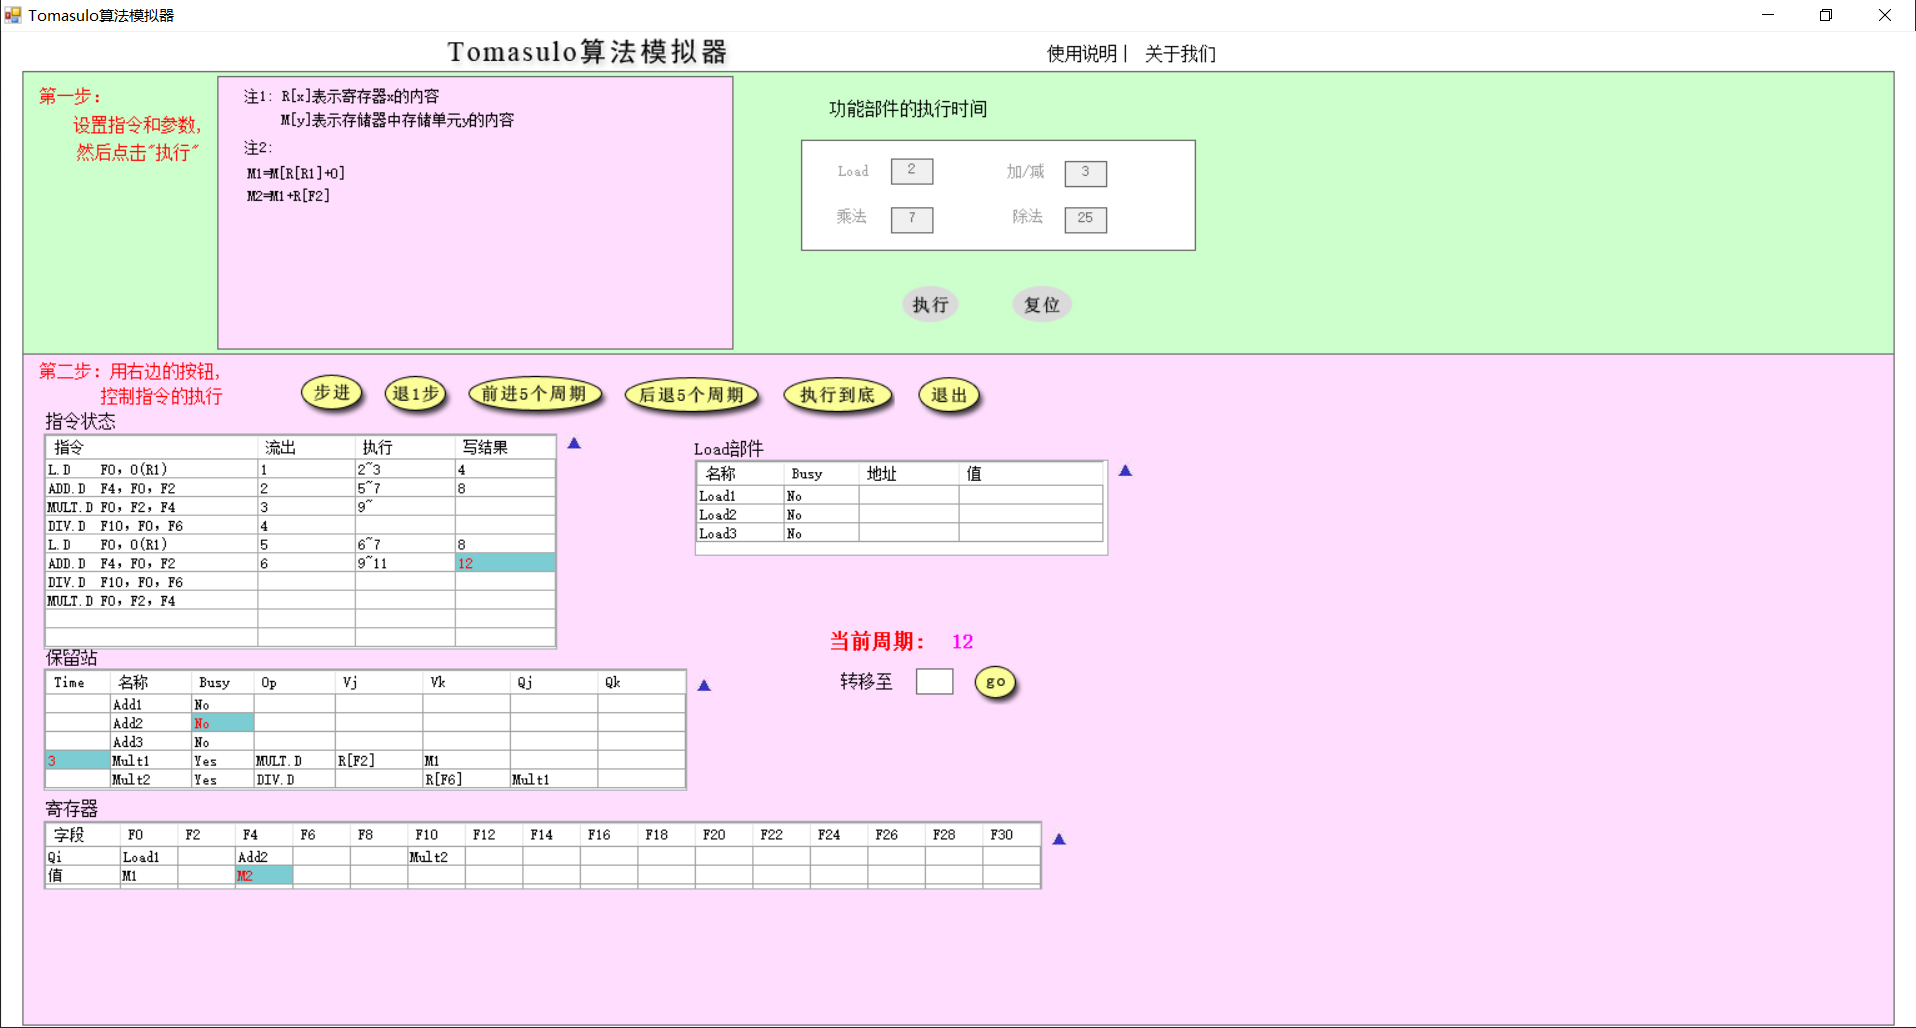 Tomasulo算法模拟器
Tomasulo算法模拟器
使用说明 | 关于我们
第一步：
设置指令和参数，
然后点击"执行"
注1: R[x]表示寄存器x的内容
M[y]表示存储器中存储单元y的内容
注2:
M1=M[R[R1]+0]
M2=M1+R[F2]
功能部件的执行时间
Load 2 加/减 3
乘法 7 除法 25
执行 复位
第二步：用右边的按钮，
控制指令的执行
步进 退1步 前进5个周期 后退5个周期 执行到底 退出
指令状态
指令 流出 执行 写结果
L.D F0, 0(R1) 1 2~3 4
ADD.D F4, F0, F2 2 5~7 8
MULT.D F0, F2, F4 3 9~
DIV.D F10, F0, F6 4
L.D F0, 0(R1) 5 6~7 8
ADD.D F4, F0, F2 6 9~11 12
DIV.D F10, F0, F6
MULT.D F0, F2, F4
Load部件
名称 Busy 地址 值
Load1 No
Load2 No
Load3 No
当前周期： 12
转移至 go
保留站
Time 名称 Busy Op Vj Vk Qj Qk
Add1 No
Add2 No
Add3 No
3 Mult1 Yes MULT.D R[F2] M1
Mult2 Yes DIV.D R[F6] Mult1
寄存器
字段 F0 F2 F4 F6 F8 F10 F12 F14 F16 F18 F20 F22 F24 F26 F28 F30
Qi Load1 Add2 Mult2
值 M1 M2